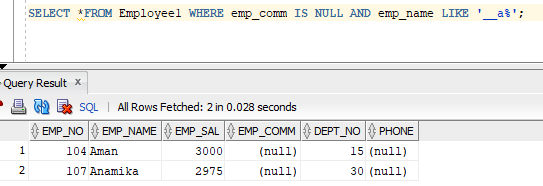 SELECT *FROM Employee1 WHERE emp_comm IS NULL AND emp_name LIKE '__a%';
Query Result x
SQL | All Rows Fetched: 2 in 0.028 seconds
EMP_NO EMP_NAME EMP_SAL EMP_COMM DEPT_NO PHONE
1 104 Aman 3000 (null) 15 (null)
2 107 Anamika 2975 (null) 30 (null)